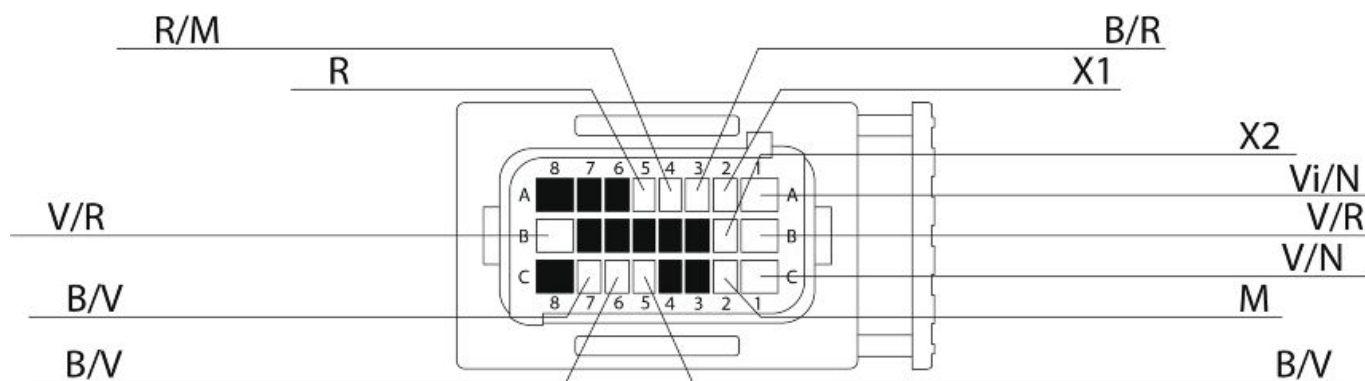 R/M B/R
R X1
X2
8 7 6 5 4 3 2 1
A A Vi/N
V/R B B V/R
C C V/N
8 7 6 5 4 3 2 1
B/V M
B/V B/V